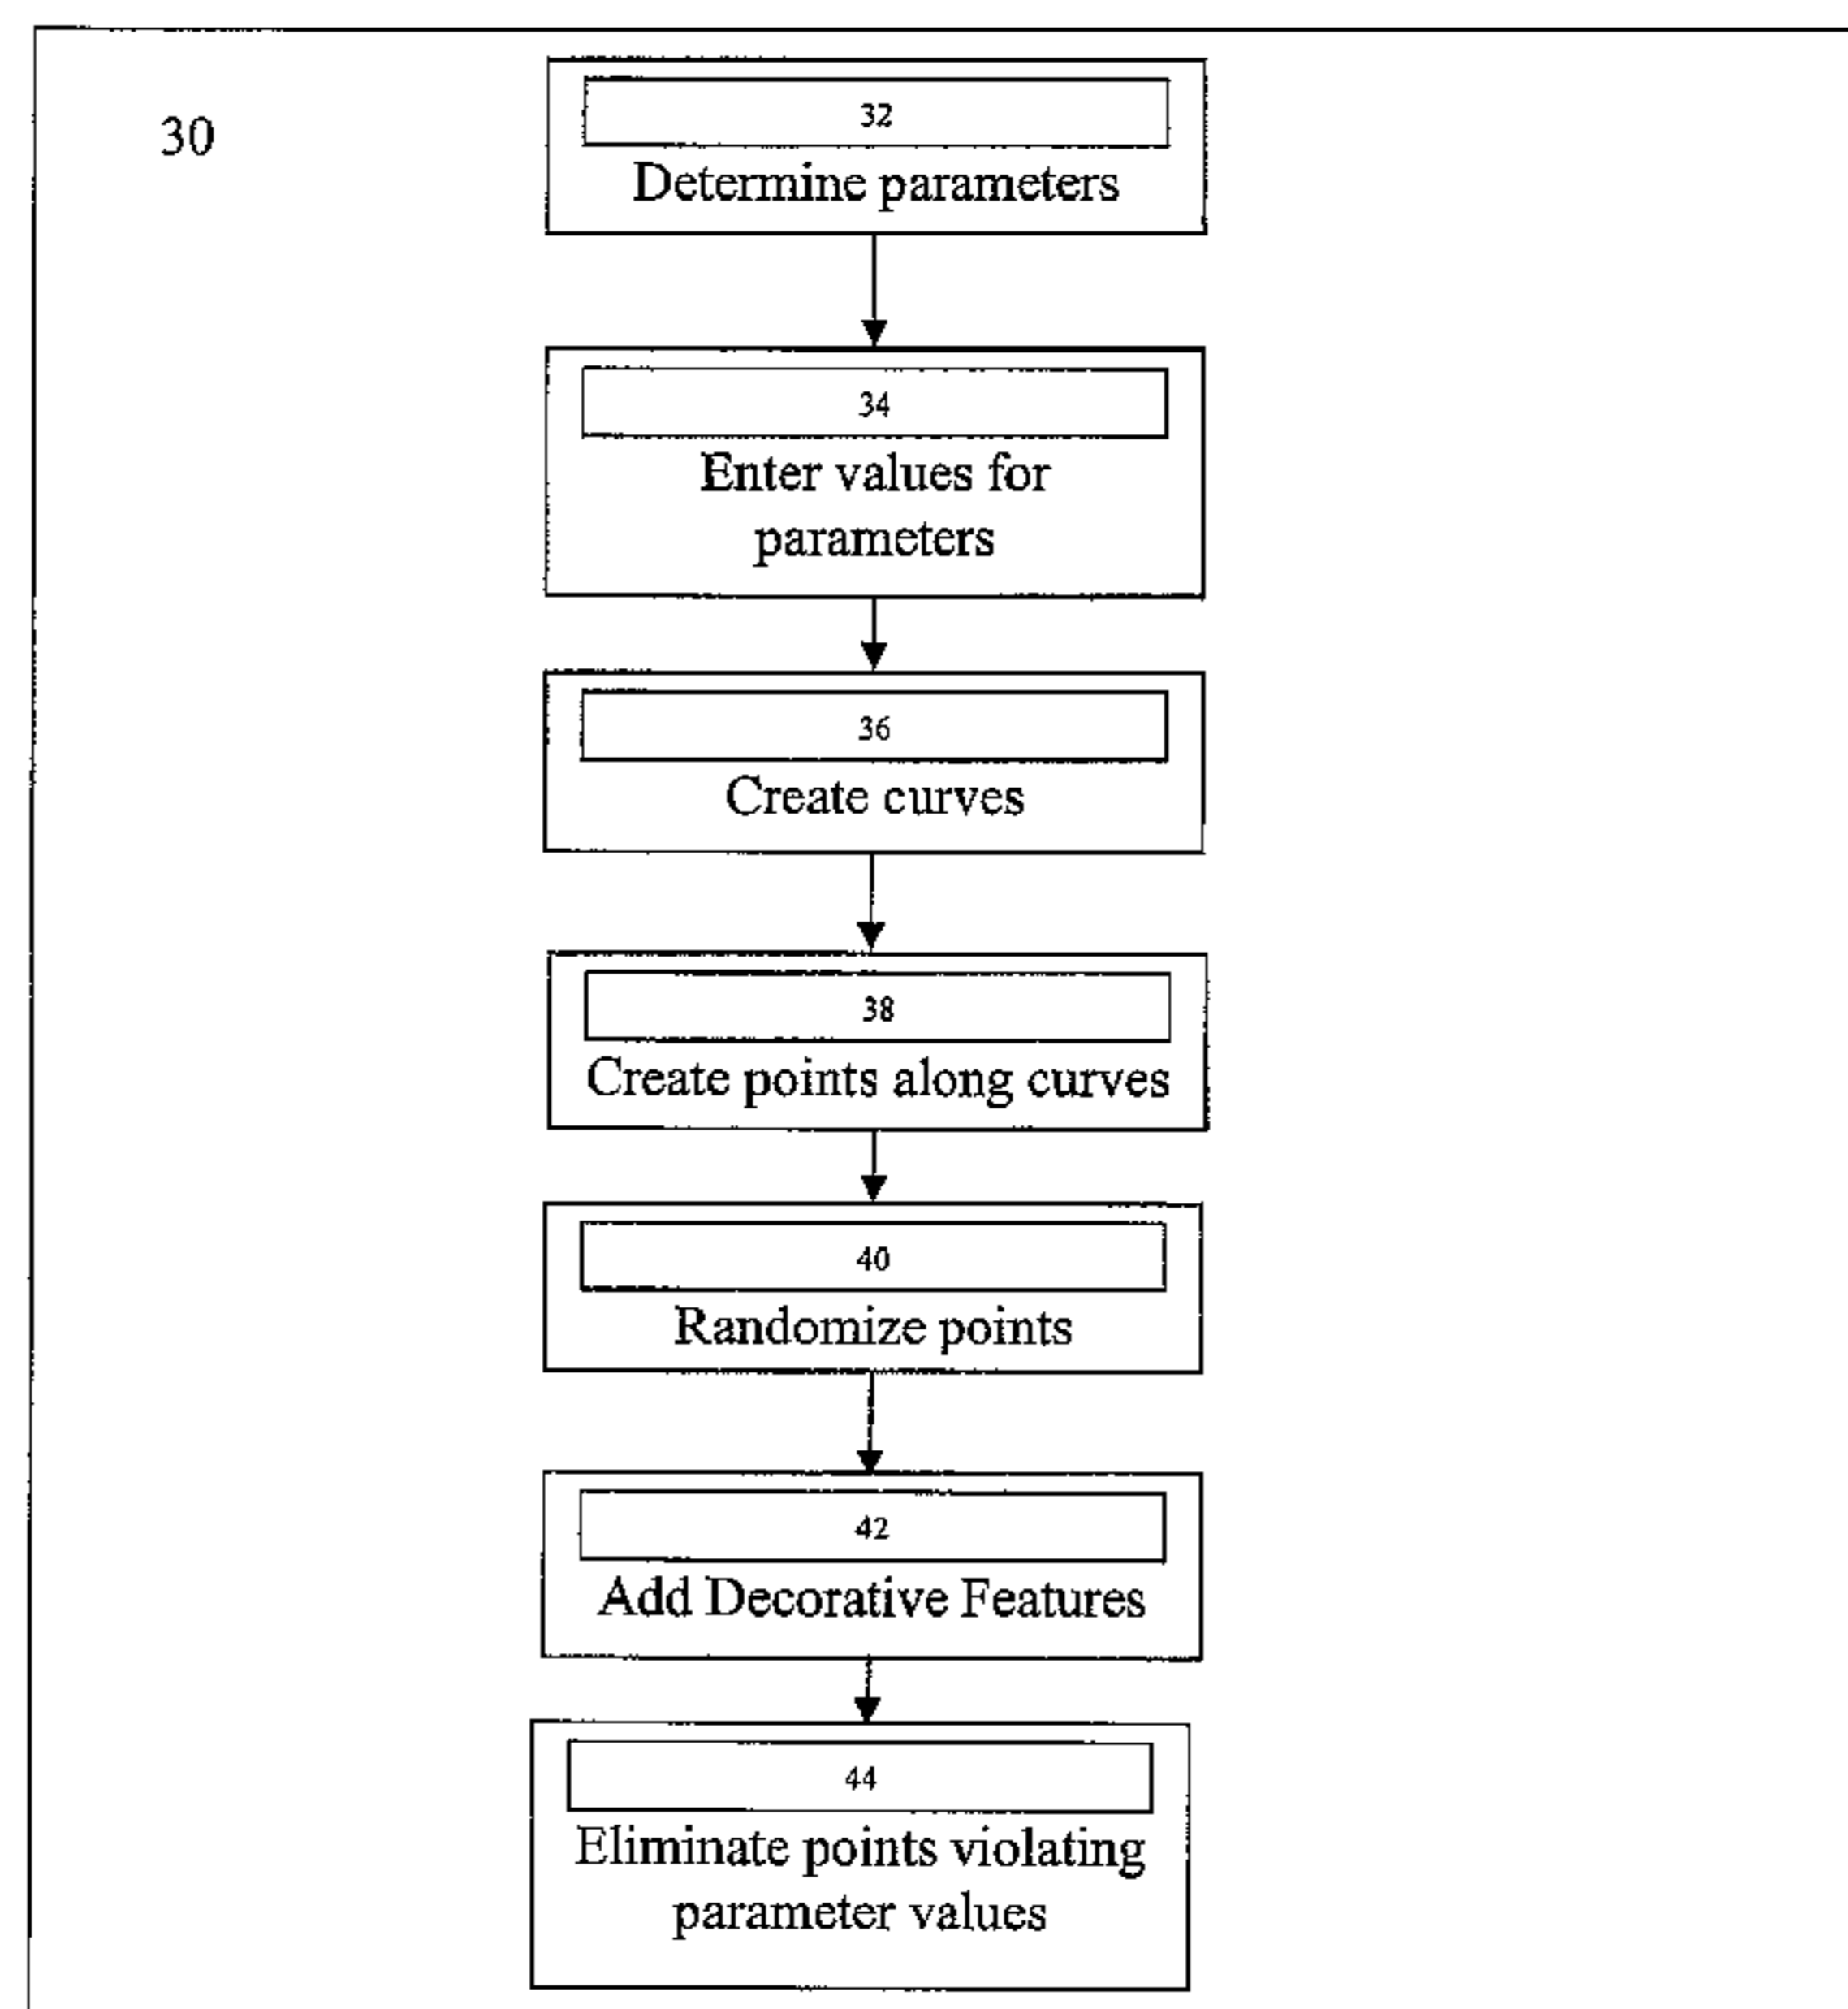 30
32
Determine parameters
34
Enter values for
parameters
36
Create curves
38
Create points along curves
40
Randomize points
42
Add Decorative Features
44
Eliminate points violating
parameter values